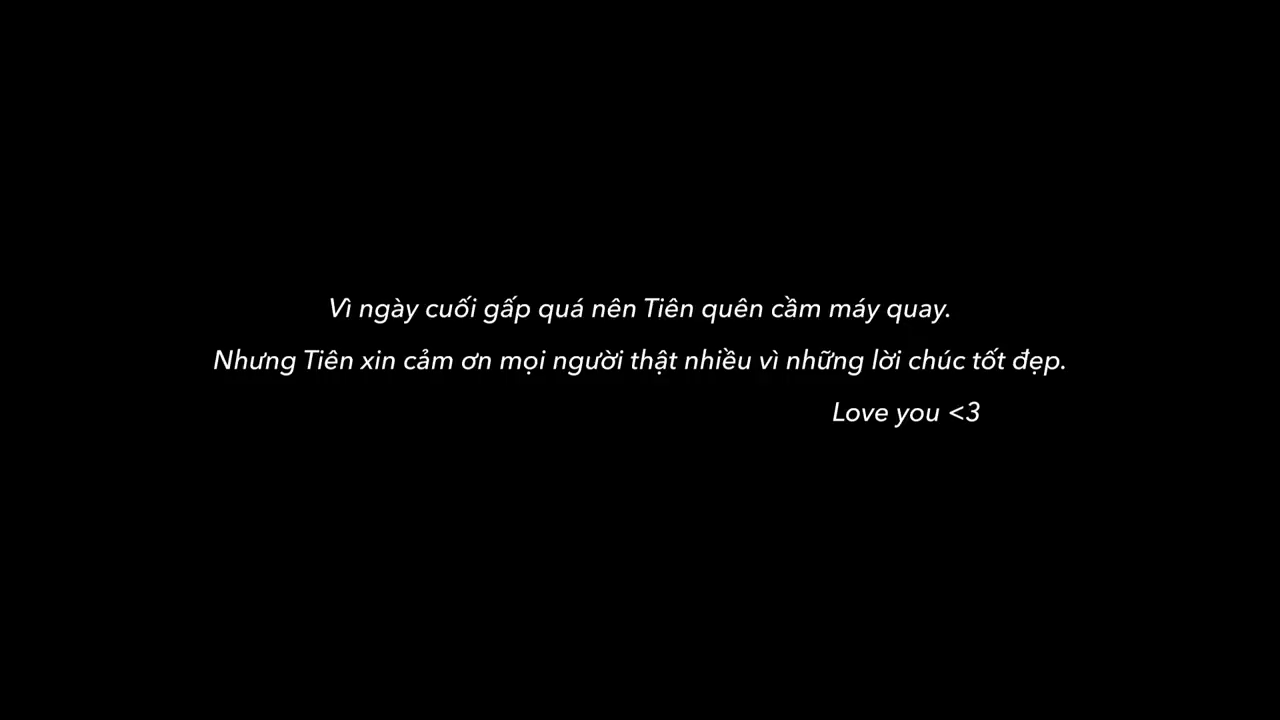 Vì ngày cuối gấp quá nên Tiên quên cầm máy quay.
Nhưng Tiên xin cảm ơn mọi người thật nhiều vì những lời chúc tốt đẹp.
Love you <3